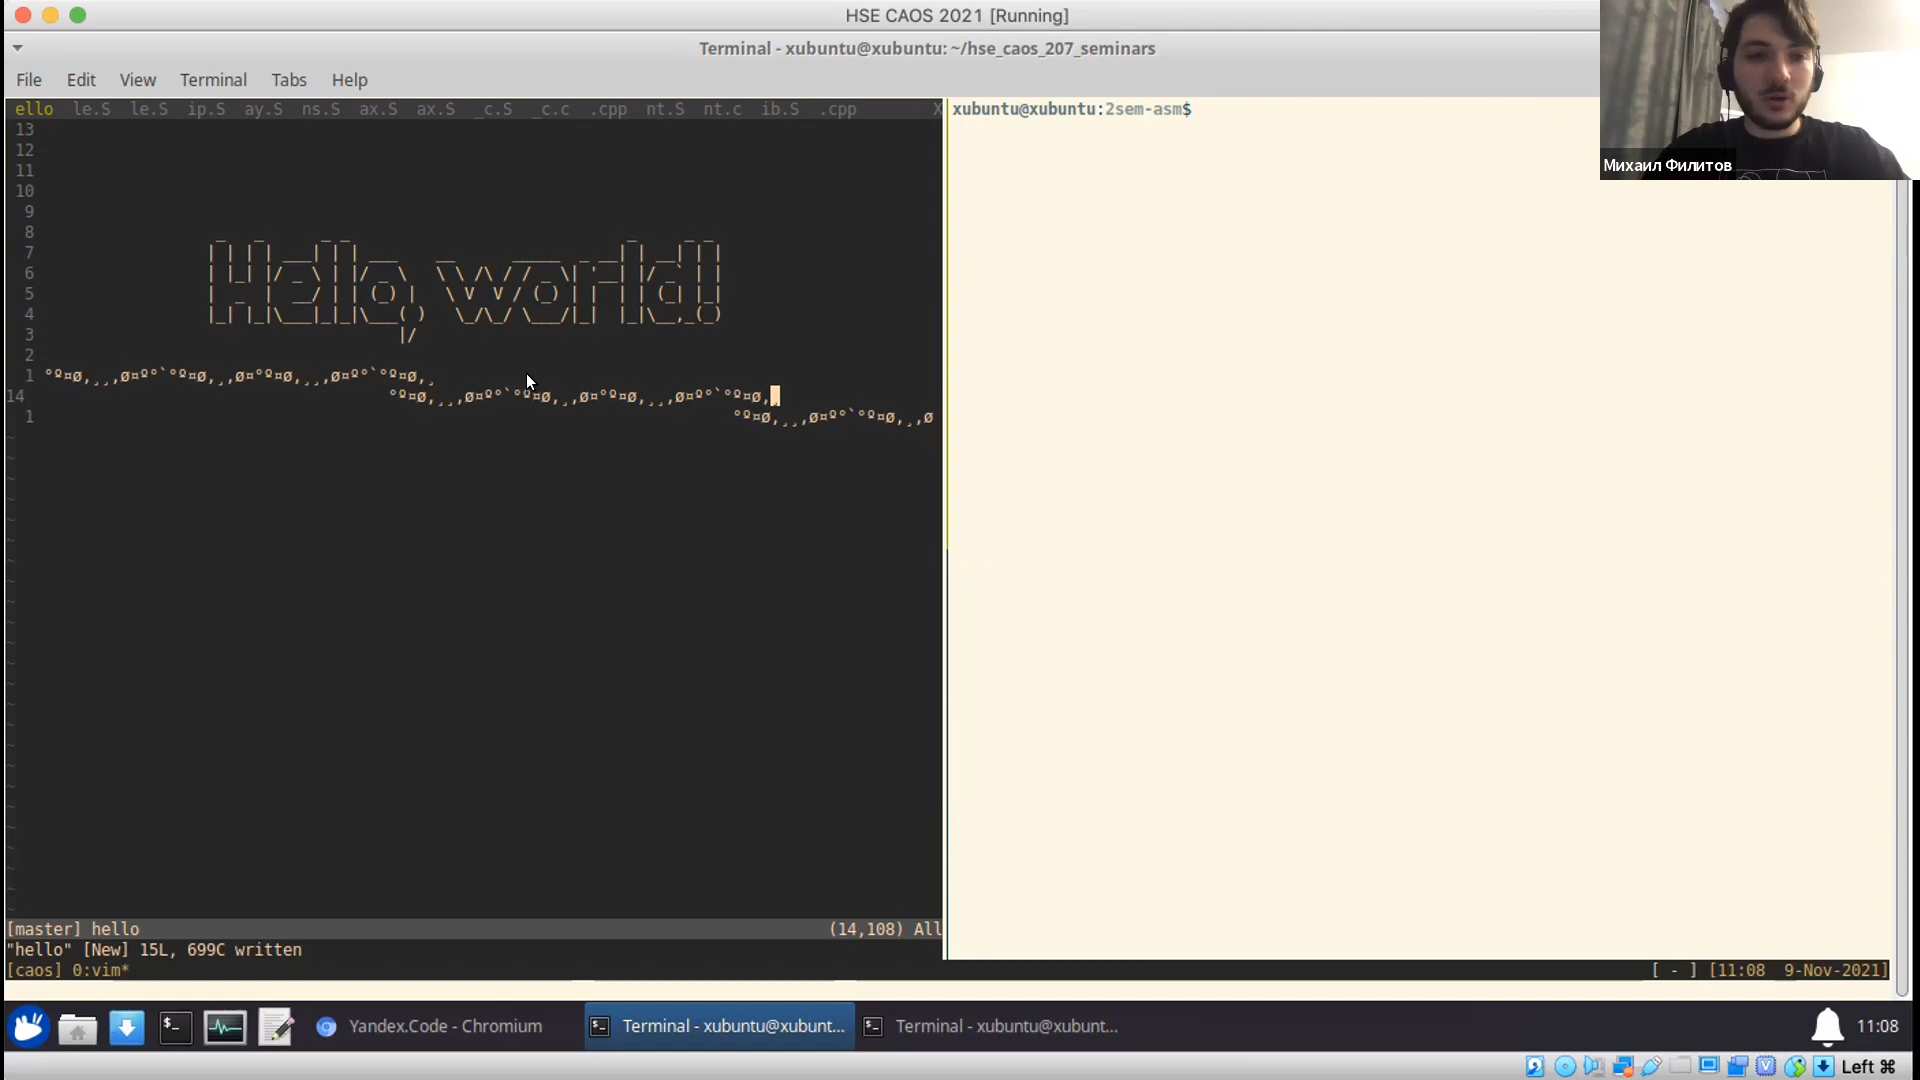 HSE CAOS 2021 [Running]
Terminal - xubuntu@xubuntu: ~/hse_caos_207_seminars
File Edit View Terminal Tabs Help
ello le.S le.S ip.S ay.S ns.S ax.S ax.S _c.S _c.c .cpp nt.S nt.c ib.S .cpp X
xubuntu@xubuntu:2sem-asm$
Михаил Филитов
13
12
11
10
9
8
7
6
5
4
3
2
Hello, world!
1 °º¤ø,¸¸,ø¤º°`°º¤ø,¸,ø¤°º¤ø,¸¸,ø¤º°`°º¤ø,¸
14 °º¤ø,¸¸,ø¤º°`°º¤ø,¸,ø¤°º¤ø,¸¸,ø¤º°`°º¤ø,
1 °º¤ø,¸¸,ø¤º°`°º¤ø,¸,ø
[master] hello (14,108) All
"hello" [New] 15L, 699C written
[caos] 0:vim* [ - ] [11:08 9-Nov-2021]
Yandex.Code - Chromium
Terminal - xubuntu@xubunt...
Terminal - xubuntu@xubunt...
11:08
Left ⌘